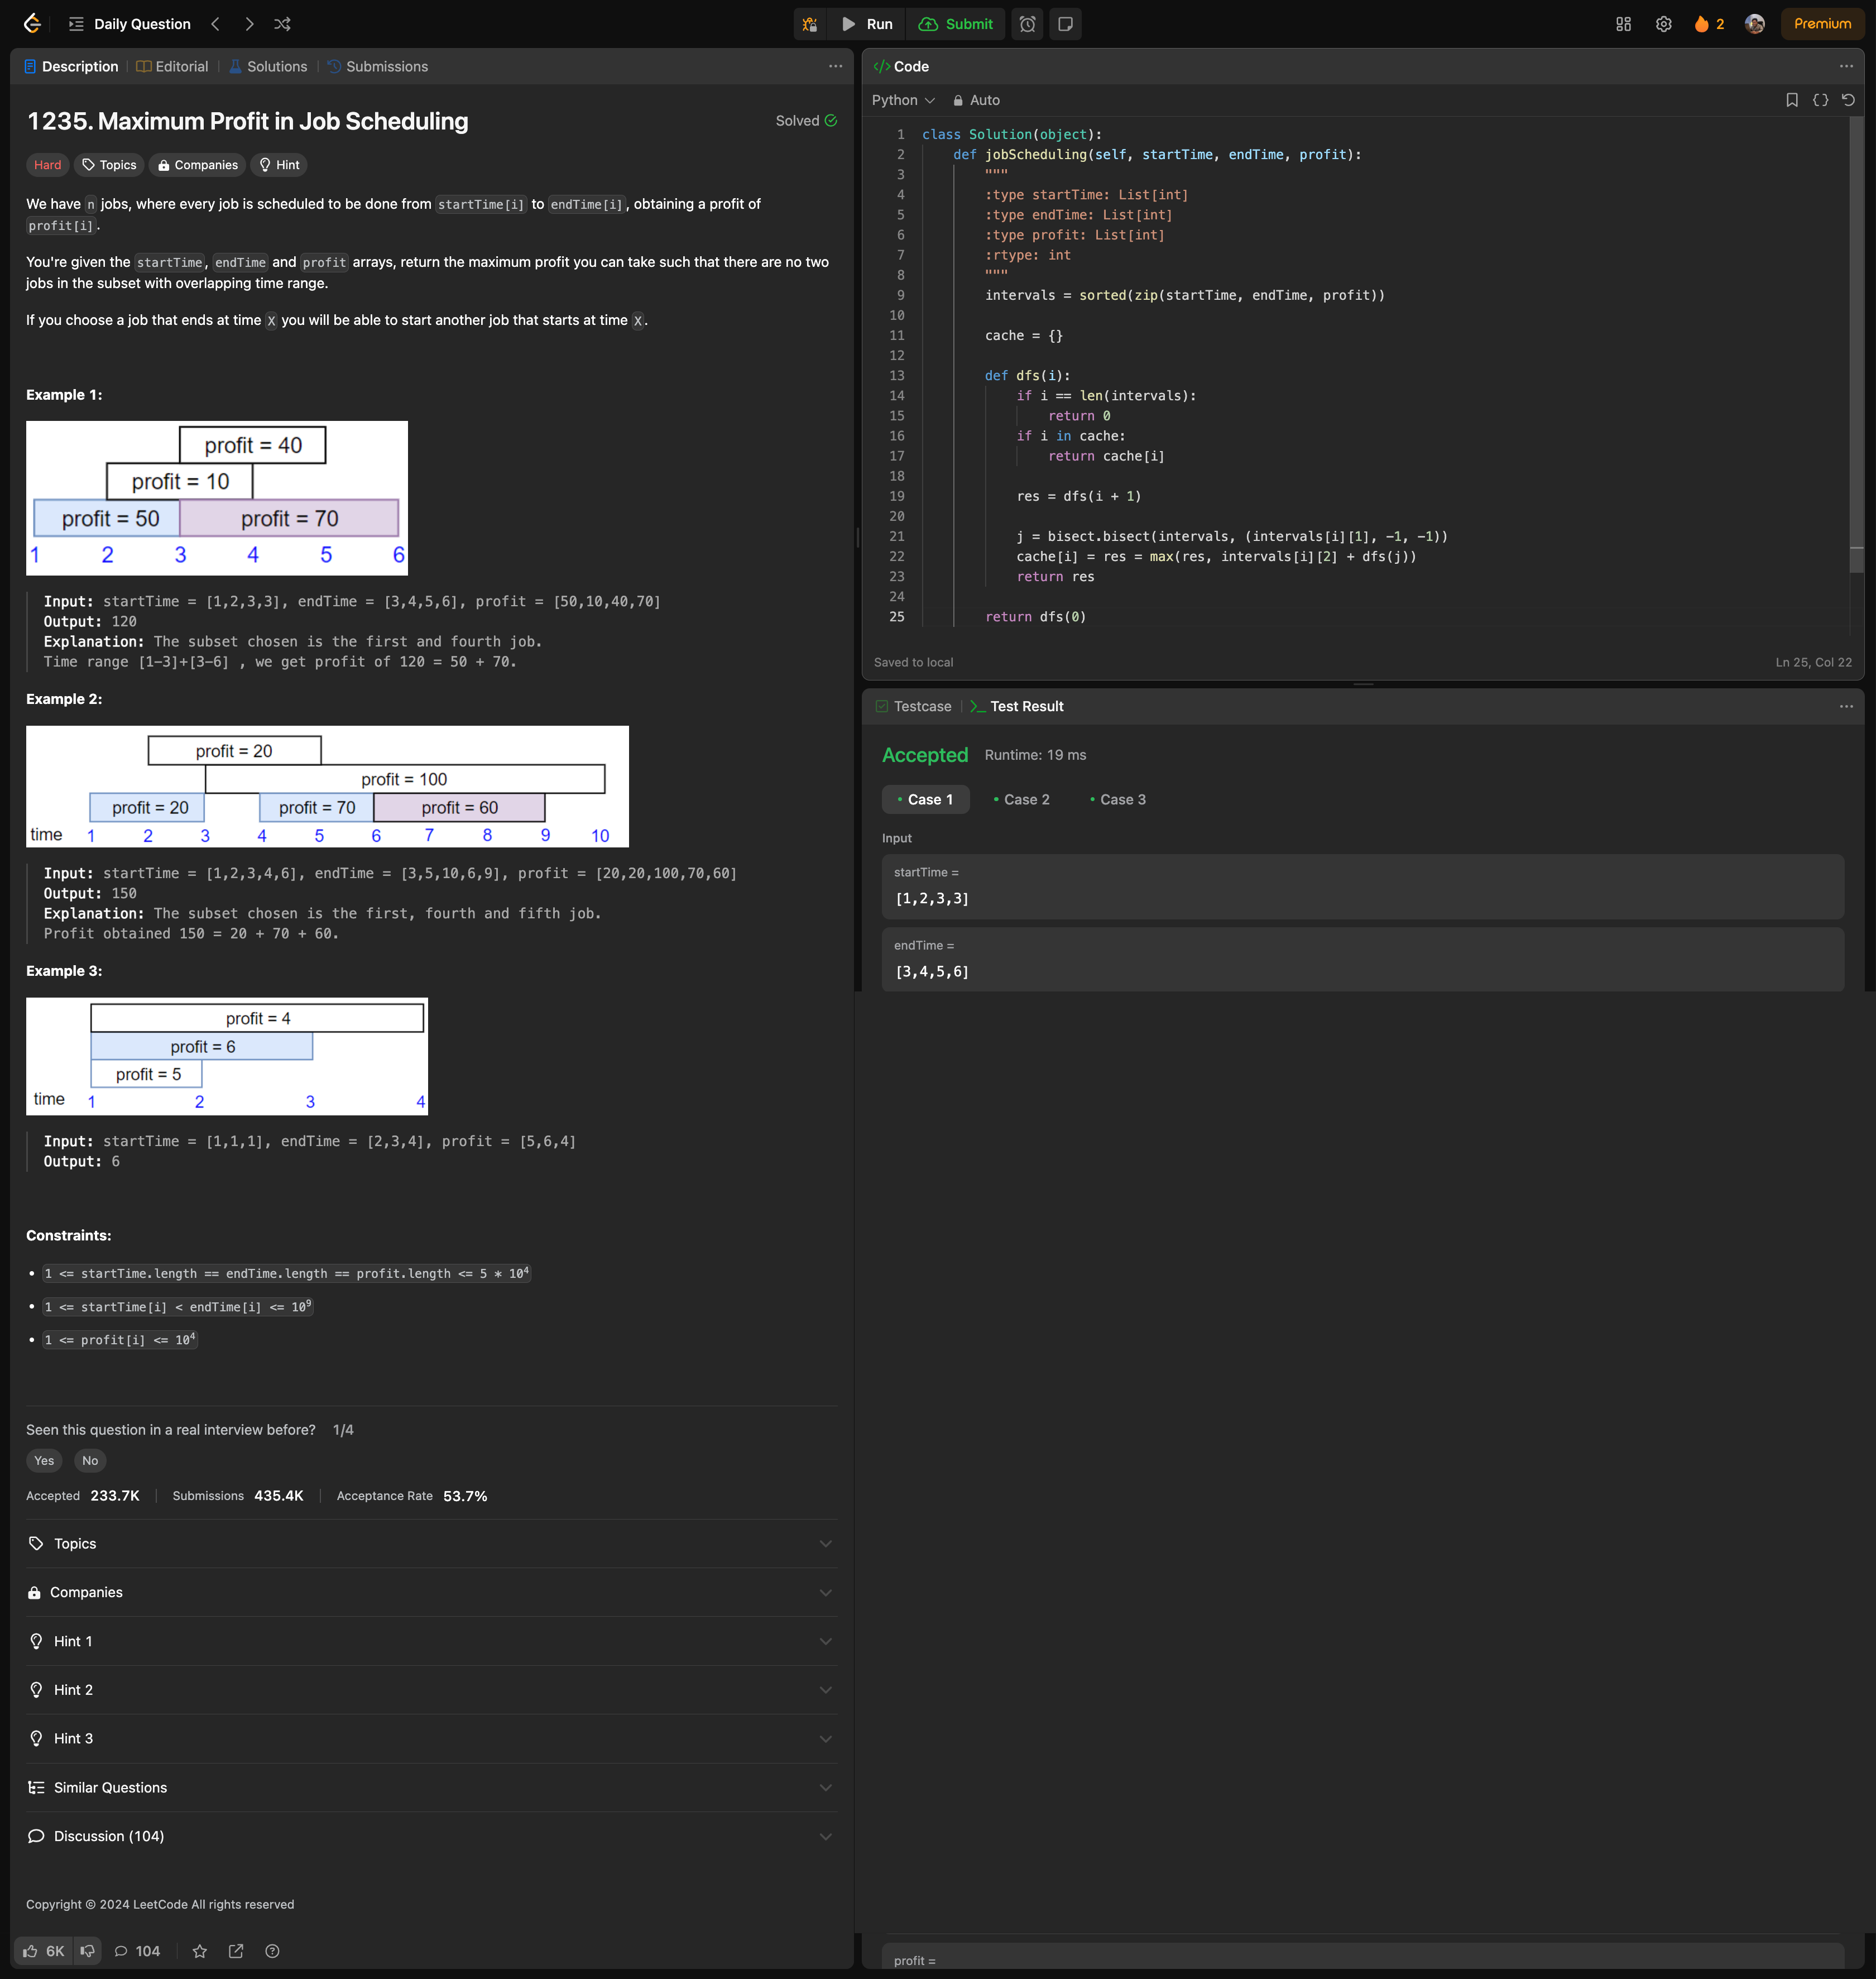 Daily Question
Run
Submit
2
Premium
Description
Editorial
Solutions
Submissions
1235. Maximum Profit in Job Scheduling
Solved
Hard
Topics
Companies
Hint
We have n jobs, where every job is scheduled to be done from startTime[i] to endTime[i], obtaining a profit of
profit[i].
You're given the startTime, endTime and profit arrays, return the maximum profit you can take such that there are no two
jobs in the subset with overlapping time range.
If you choose a job that ends at time X you will be able to start another job that starts at time X.
Example 1:
profit = 40
profit = 10
profit = 50 profit = 70
1 2 3 4 5 6
Input: startTime = [1,2,3,3], endTime = [3,4,5,6], profit = [50,10,40,70]
Output: 120
Explanation: The subset chosen is the first and fourth job.
Time range [1-3]+[3-6] , we get profit of 120 = 50 + 70.
Example 2:
profit = 20
profit = 100
profit = 20 profit = 70 profit = 60
time 1 2 3 4 5 6 7 8 9 10
Input: startTime = [1,2,3,4,6], endTime = [3,5,10,6,9], profit = [20,20,100,70,60]
Output: 150
Explanation: The subset chosen is the first, fourth and fifth job.
Profit obtained 150 = 20 + 70 + 60.
Example 3:
profit = 4
profit = 6
profit = 5
time 1 2 3 4
Input: startTime = [1,1,1], endTime = [2,3,4], profit = [5,6,4]
Output: 6
Constraints:
• 1 <= startTime.length == endTime.length == profit.length <= 5 * 10⁴
• 1 <= startTime[i] < endTime[i] <= 10⁹
• 1 <= profit[i] <= 10⁴
Seen this question in a real interview before? 1/4
Yes No
Accepted 233.7K Submissions 435.4K Acceptance Rate 53.7%
Topics
Companies
Hint 1
Hint 2
Hint 3
Similar Questions
Discussion (104)
Copyright © 2024 LeetCode All rights reserved
6K 104
</> Code
Python Auto
1 class Solution(object):
2 def jobScheduling(self, startTime, endTime, profit):
3 """
4 :type startTime: List[int]
5 :type endTime: List[int]
6 :type profit: List[int]
7 :rtype: int
8 """
9 intervals = sorted(zip(startTime, endTime, profit))
10
11 cache = {}
12
13 def dfs(i):
14 if i == len(intervals):
15 return 0
16 if i in cache:
17 return cache[i]
18
19 res = dfs(i + 1)
20
21 j = bisect.bisect(intervals, (intervals[i][1], -1, -1))
22 cache[i] = res = max(res, intervals[i][2] + dfs(j))
23 return res
24
25 return dfs(0)
Saved to local Ln 25, Col 22
Testcase >_ Test Result
Accepted Runtime: 19 ms
• Case 1 • Case 2 • Case 3
Input
startTime =
[1,2,3,3]
endTime =
[3,4,5,6]
profit =